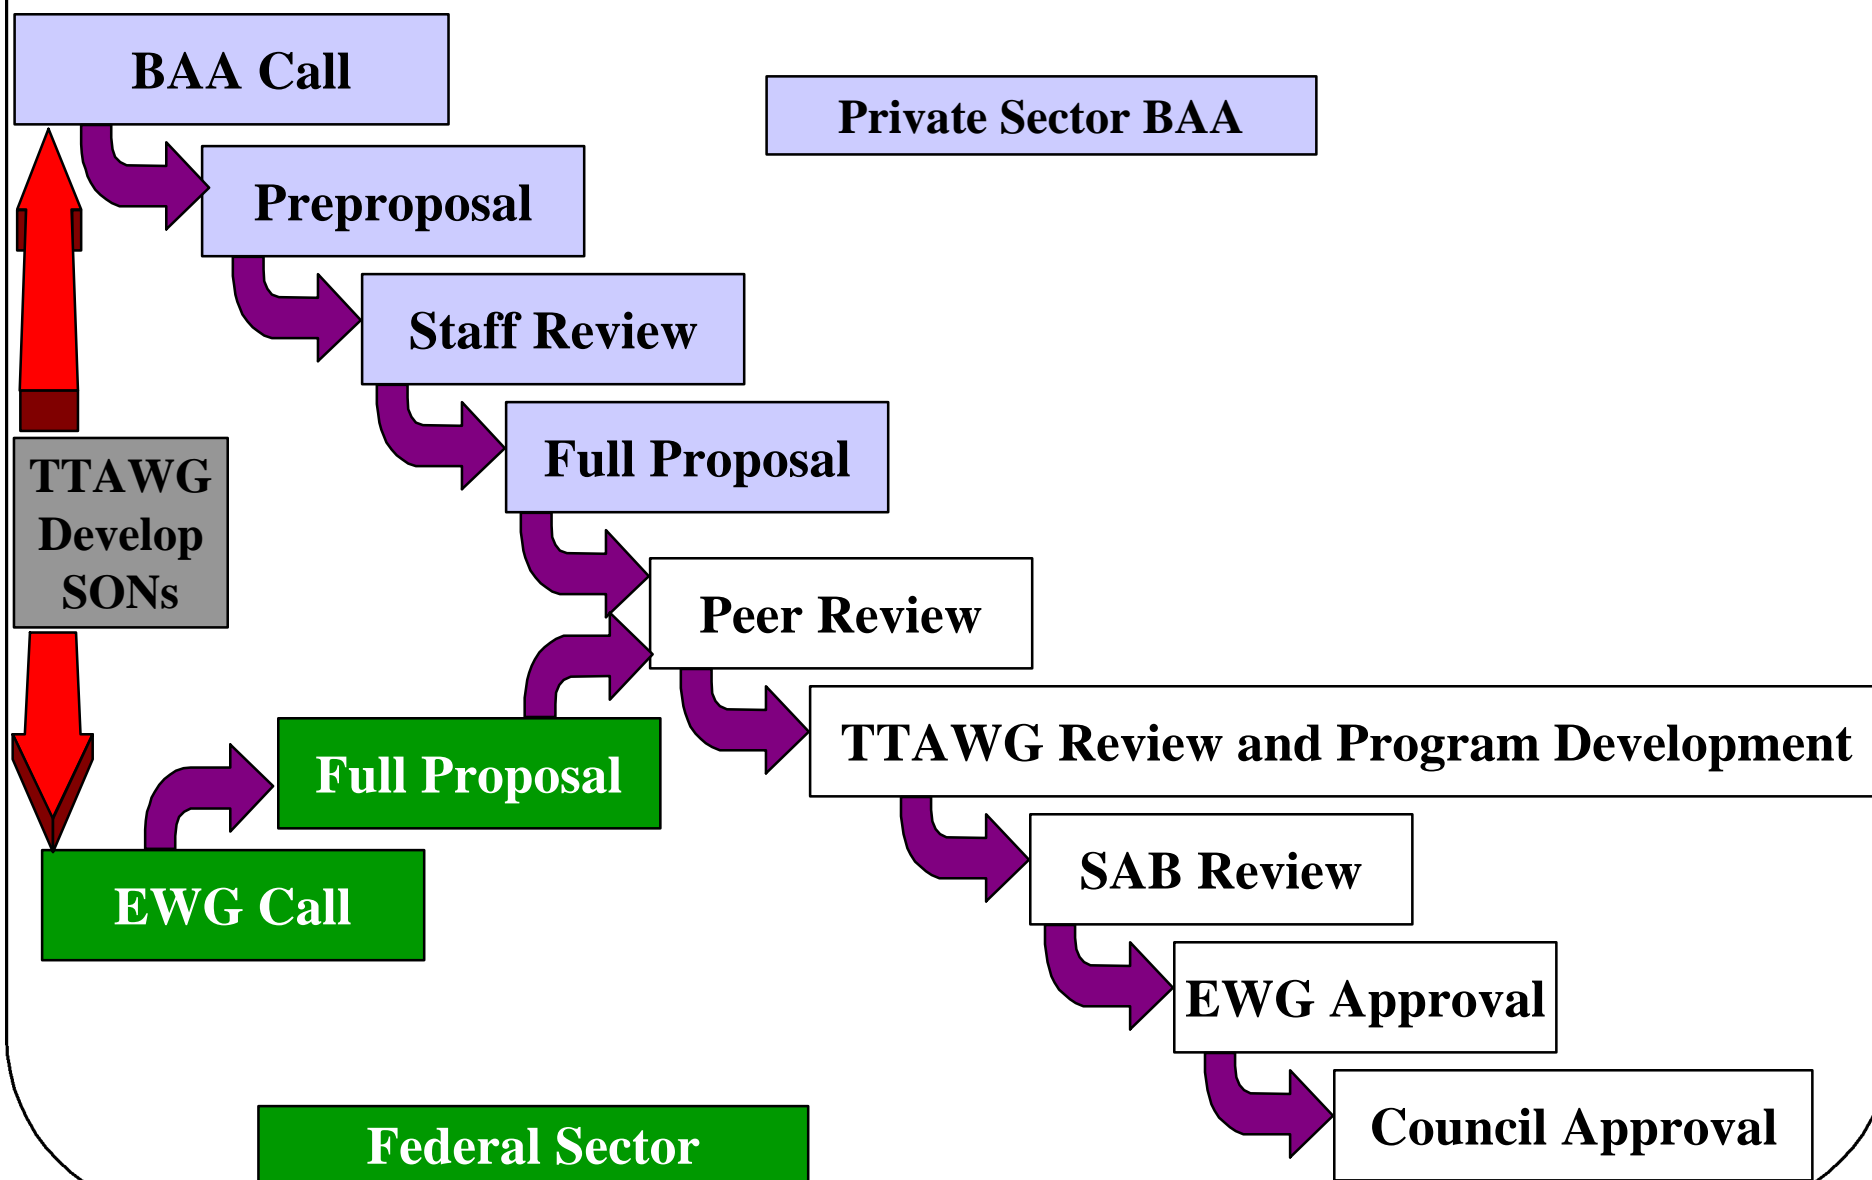 BAA Call
Private Sector BAA
Preproposal
Staff Review
Full Proposal
TTAWG
Develop
SONs
Peer Review
TTAWG Review and Program Development
Full Proposal
SAB Review
EWG Call
EWG Approval
Council Approval
Federal Sector